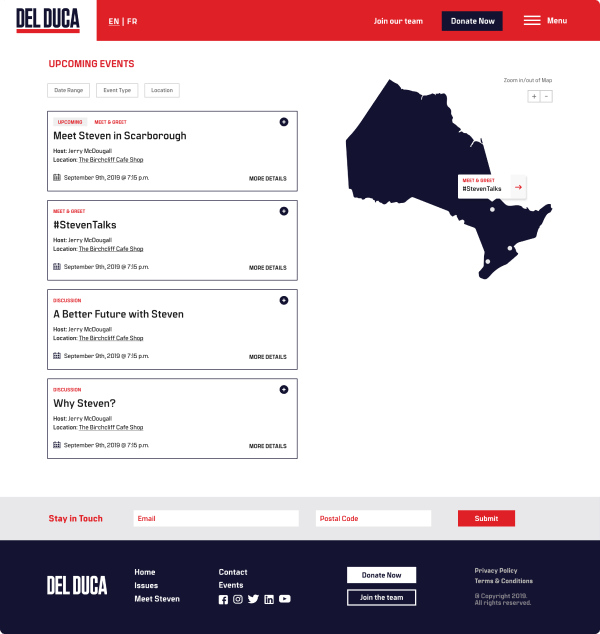 DEL DUCA
EN | FR
Join our team
Donate Now
Menu
UPCOMING EVENTS
Date Range
Event Type
Location
Zoom in/out of Map
+ -
UPCOMING MEET & GREET
Meet Steven in Scarborough
Host: Jerry McDougall
Location: The Birchcliff Cafe Shop
September 9th, 2019 @ 7:15 p.m.
MORE DETAILS
MEET & GREET
#StevenTalks
Host: Jerry McDougall
Location: The Birchcliff Cafe Shop
September 9th, 2019 @ 7:15 p.m.
MORE DETAILS
DISCUSSION
A Better Future with Steven
Host: Jerry McDougall
Location: The Birchcliff Cafe Shop
September 9th, 2019 @ 7:15 p.m.
MORE DETAILS
DISCUSSION
Why Steven?
Host: Jerry McDougall
Location: The Birchcliff Cafe Shop
September 9th, 2019 @ 7:15 p.m.
MORE DETAILS
MEET & GREET
#StevenTalks
Stay in Touch
Email
Postal Code
Submit
DEL DUCA
Home
Issues
Meet Steven
Contact
Events
Donate Now
Join the team
Privacy Policy
Terms & Conditions
© Copyright 2019.
All rights reserved.